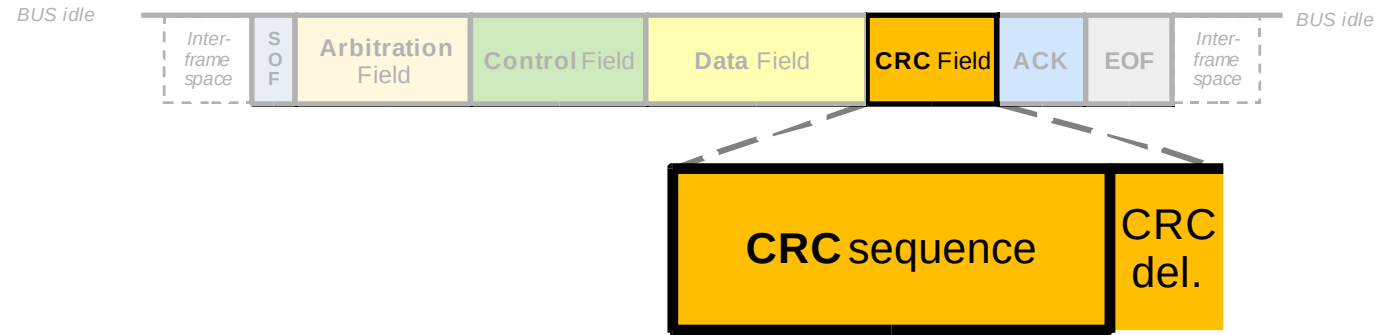 BUS idle
Inter-
frame
space
S
O
F
Arbitration
Field
Control Field
Data Field
CRC Field
ACK
EOF
Inter-
frame
space
BUS idle
CRC sequence
CRC
del.